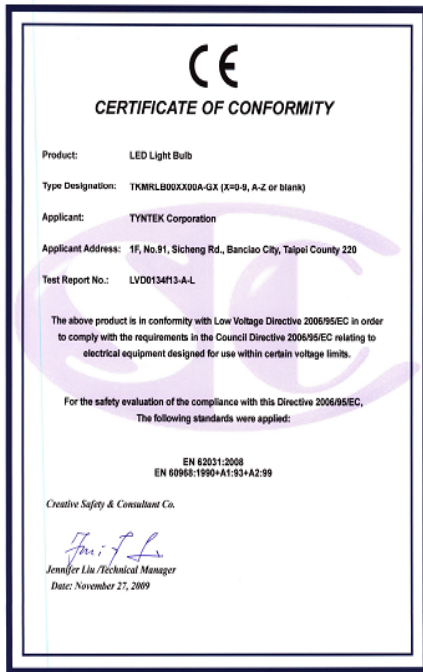 CE
CERTIFICATE OF CONFORMITY
Product: LED Light Bulb
Type Designation: TKMRLB00XX00A-GX (X=0-9, A-Z or blank)
Applicant: TYNTEK Corporation
Applicant Address: 1F, No.91, Sicheng Rd., Banciao City, Taipei County 220
Test Report No.: LVD0134f13-A-L
The above product is in conformity with Low Voltage Directive 2006/95/EC in order
to comply with the requirements in the Council Directive 2006/95/EC relating to
electrical equipment designed for use within certain voltage limits.
For the safety evaluation of the compliance with this Directive 2006/95/EC,
The following standards were applied:
EN 62031:2008
EN 60968:1990+A1:93+A2:99
Creative Safety & Consultant Co.
Jennifer Liu /Technical Manager
Date: November 27, 2009